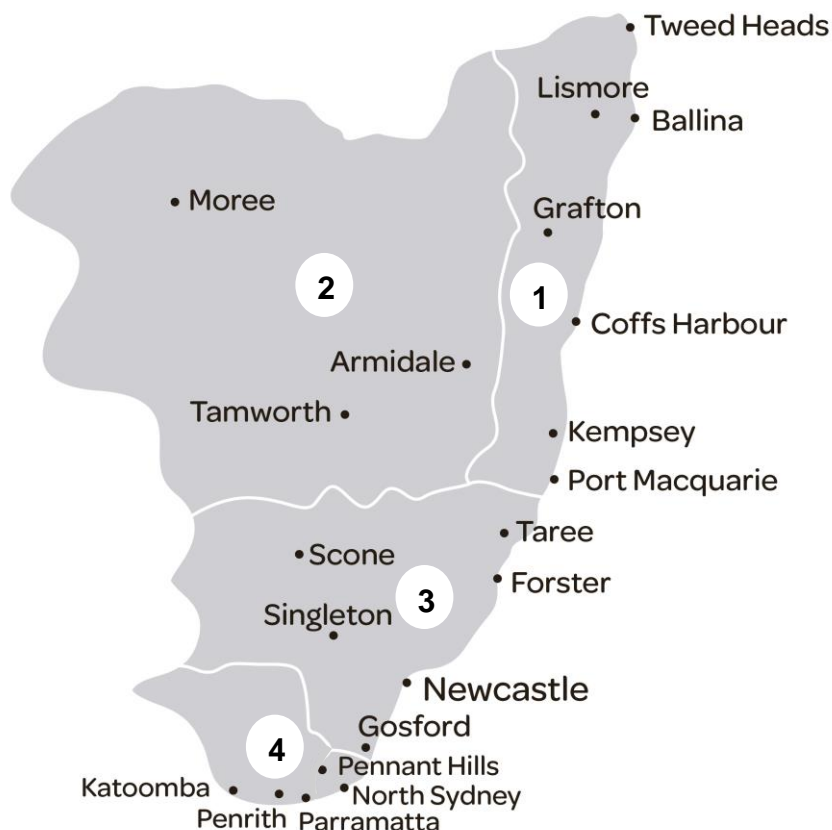 Tweed Heads
Lismore
Ballina
Moree
Grafton
2
1
Coffs Harbour
Armidale
Tamworth
Kempsey
Port Macquarie
Taree
Scone
Forster
3
Singleton
Newcastle
Gosford
4
Pennant Hills
Katoomba
North Sydney
Penrith
Parramatta